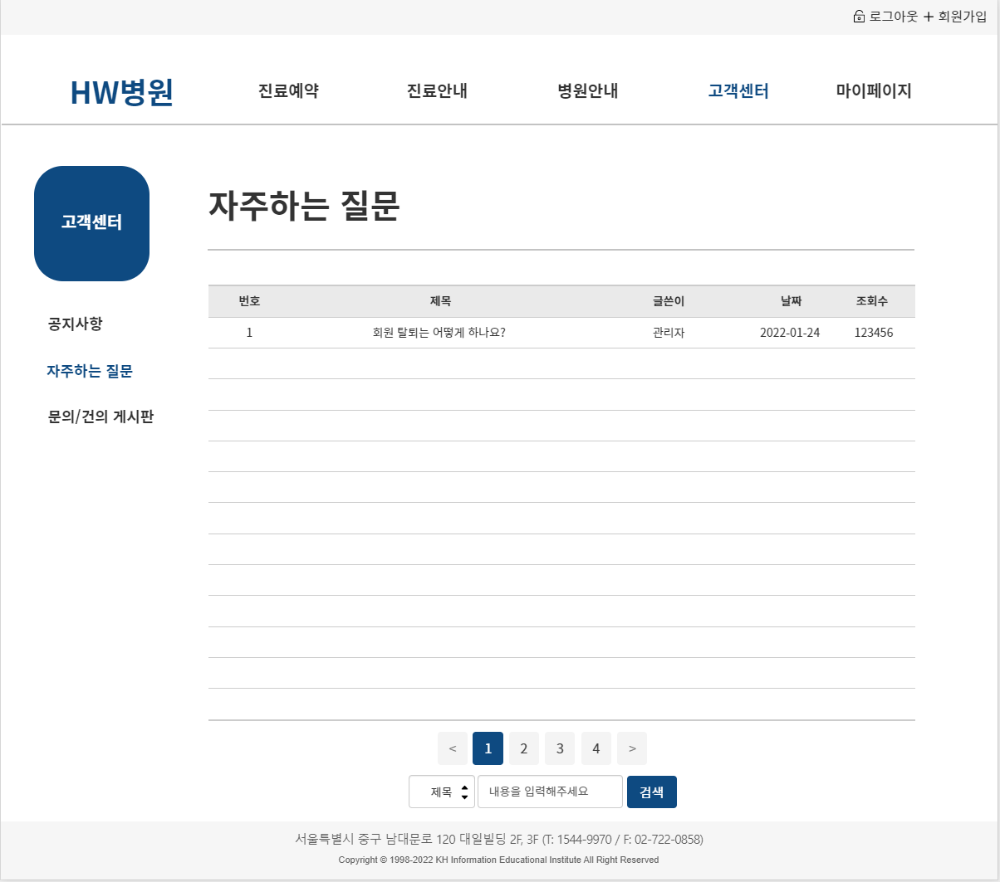 로그아웃 + 회원가입
HW병원 진료예약 진료안내 병원안내 고객센터 마이페이지
고객센터
공지사항
자주하는 질문
문의/건의 게시판
자주하는 질문
번호 제목 글쓴이 날짜 조회수
1 회원 탈퇴는 어떻게 하나요? 관리자 2022-01-24 123456
< 1 2 3 4 >
제목 내용을 입력해주세요 검색
서울특별시 중구 남대문로 120 대일빌딩 2F, 3F (T: 1544-9970 / F: 02-722-0858)
Copyright © 1998-2022 KH Information Educational Institute All Right Reserved